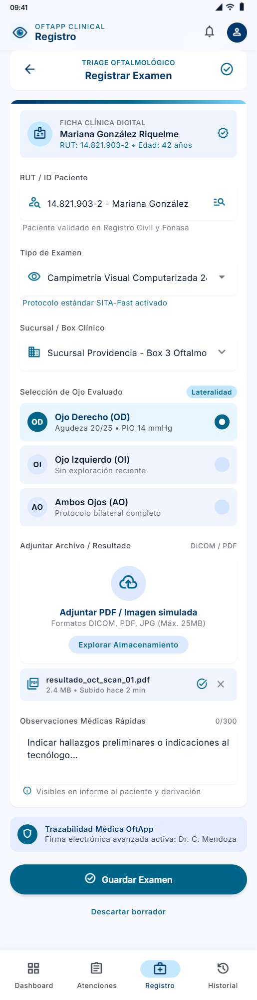 09:41
OFTAPP CLINICAL
Registro
TRIAGE OFTALMOLÓGICO
Registrar Examen
FICHA CLÍNICA DIGITAL
Mariana González Riquelme
RUT: 14.821.903-2 • Edad: 42 años
RUT / ID Paciente
14.821.903-2 - Mariana González
Paciente validado en Registro Civil y Fonasa
Tipo de Examen
Campimetría Visual Computarizada 24
Protocolo estándar SITA-Fast activado
Sucursal / Box Clínico
Sucursal Providencia - Box 3 Oftalmo
Selección de Ojo Evaluado
Lateralidad
OD
Ojo Derecho (OD)
Agudeza 20/25 • PIO 14 mmHg
OI
Ojo Izquierdo (OI)
Sin exploración reciente
AO
Ambos Ojos (AO)
Protocolo bilateral completo
Adjuntar Archivo / Resultado
DICOM / PDF
Adjuntar PDF / Imagen simulada
Formatos DICOM, PDF, JPG (Máx. 25MB)
Explorar Almacenamiento
PDF
resultado_oct_scan_01.pdf
2.4 MB • Subido hace 2 min
Observaciones Médicas Rápidas
0/300
Indicar hallazgos preliminares o indicaciones al
tecnólogo...
Visibles en informe al paciente y derivación
Trazabilidad Médica OftApp
Firma electrónica avanzada activa: Dr. C. Mendoza
Guardar Examen
Descartar borrador
Dashboard
Atenciones
Registro
Historial